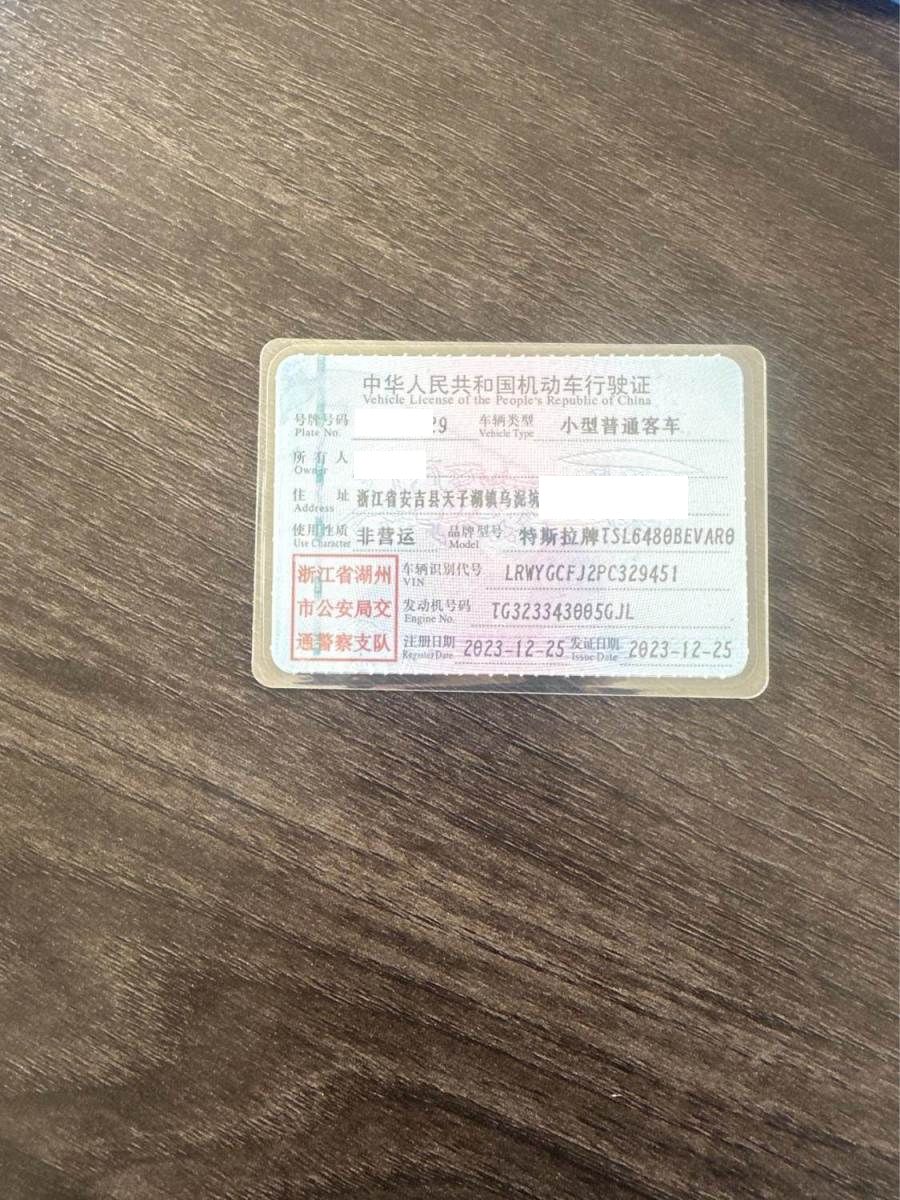 中华人民共和国机动车行驶证
Vehicle License of the People's Republic of China
号牌号码 29 车辆类型 小型普通客车
Plate No. Vehicle Type
所有人
Owner
住址 浙江省安吉县天子湖镇乌泥坑
Address
使用性质 非营运 品牌型号 特斯拉牌TSL6480BEVAR0
Use Character Model
浙江省湖州
市公安局交
通警察支队
车辆识别代号 LRWYGCFJ2PC329451
VIN
发动机号码 TG323343005GJL
Engine No.
注册日期 2023-12-25 发证日期 2023-12-25
Register Date Issue Date